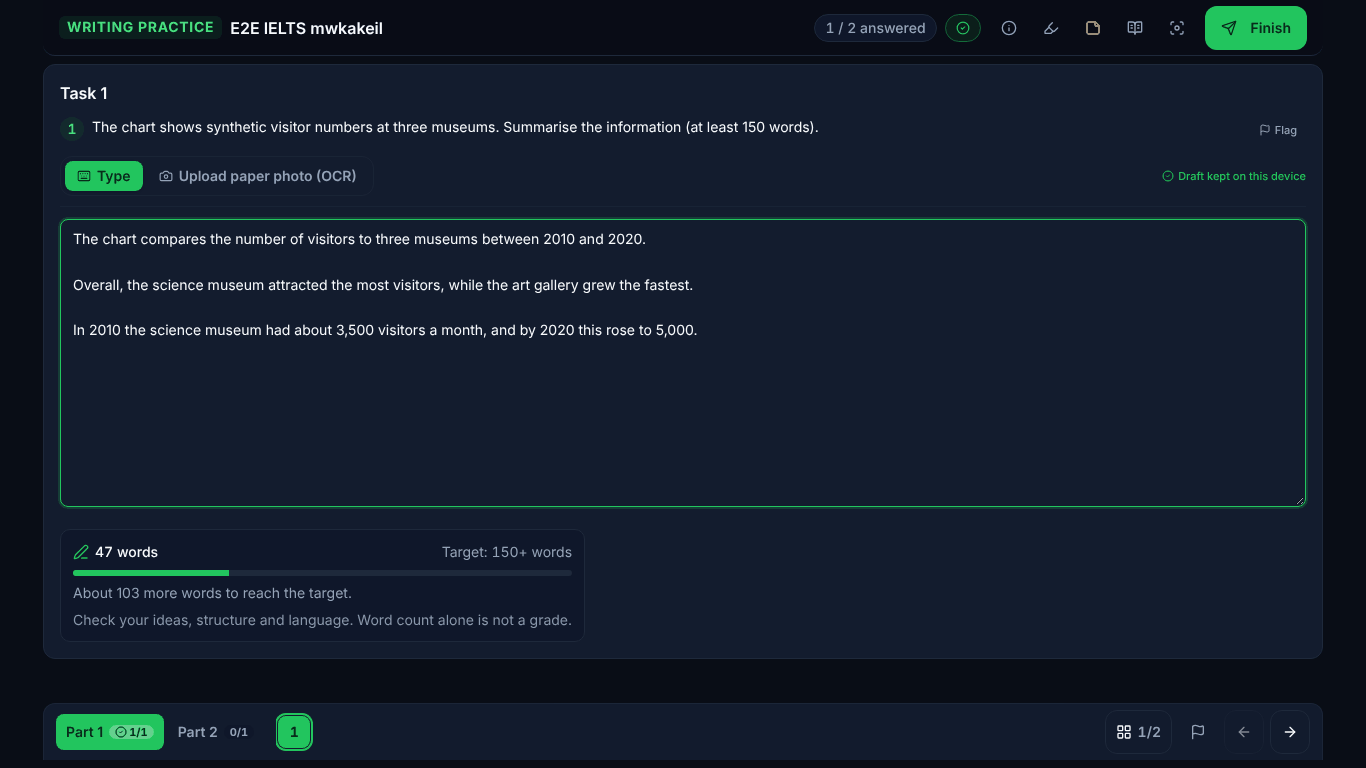 WRITING PRACTICE E2E IELTS mwkakeil 1 / 2 answered Finish
Task 1
1 The chart shows synthetic visitor numbers at three museums. Summarise the information (at least 150 words). Flag
Type Upload paper photo (OCR) Draft kept on this device
The chart compares the number of visitors to three museums between 2010 and 2020.
Overall, the science museum attracted the most visitors, while the art gallery grew the fastest.
In 2010 the science museum had about 3,500 visitors a month, and by 2020 this rose to 5,000.
47 words Target: 150+ words
About 103 more words to reach the target.
Check your ideas, structure and language. Word count alone is not a grade.
Part 1 1/1 Part 2 0/1 1 1/2